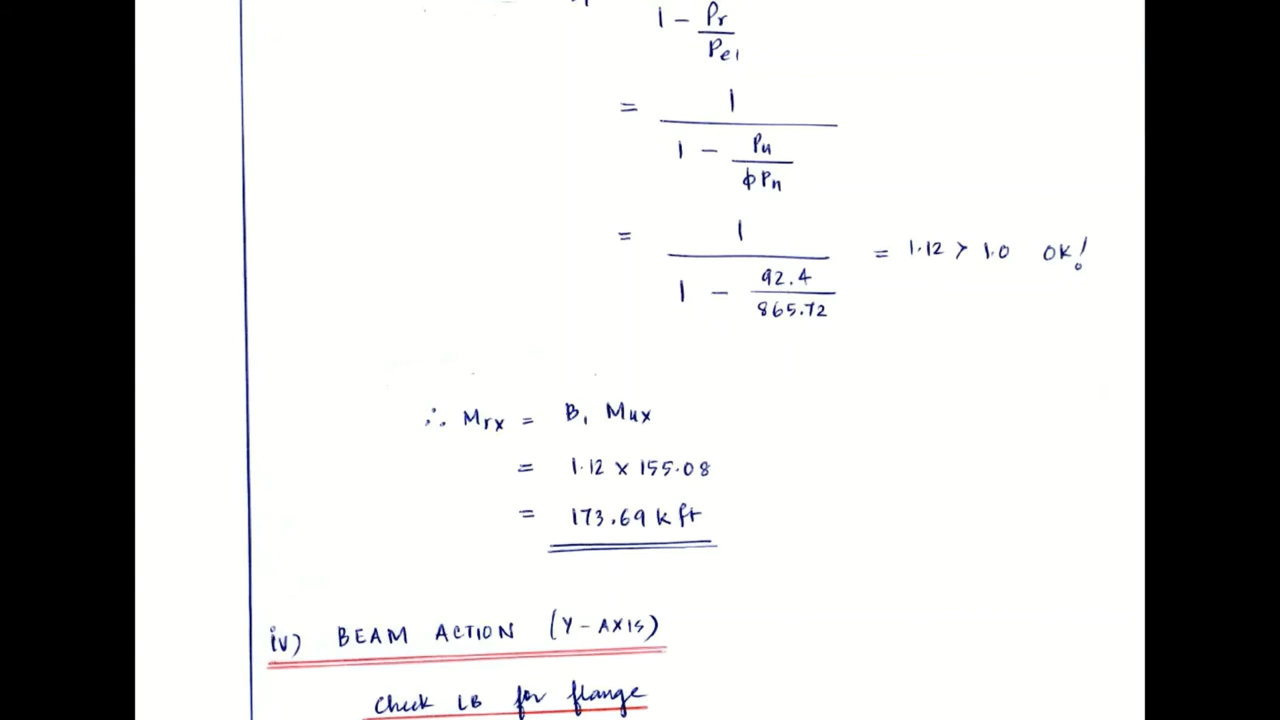 1 - Pr
Pe1
= 1
1 - Pu
ϕPn
= 1
1 - 92.4
865.72
= 1.12 > 1.0 OK!
∴ Mrx = B1 Mux
= 1.12 x 155.08
= 173.69 k ft
iv) BEAM ACTION (Y-AXIS)
Check LB for flange